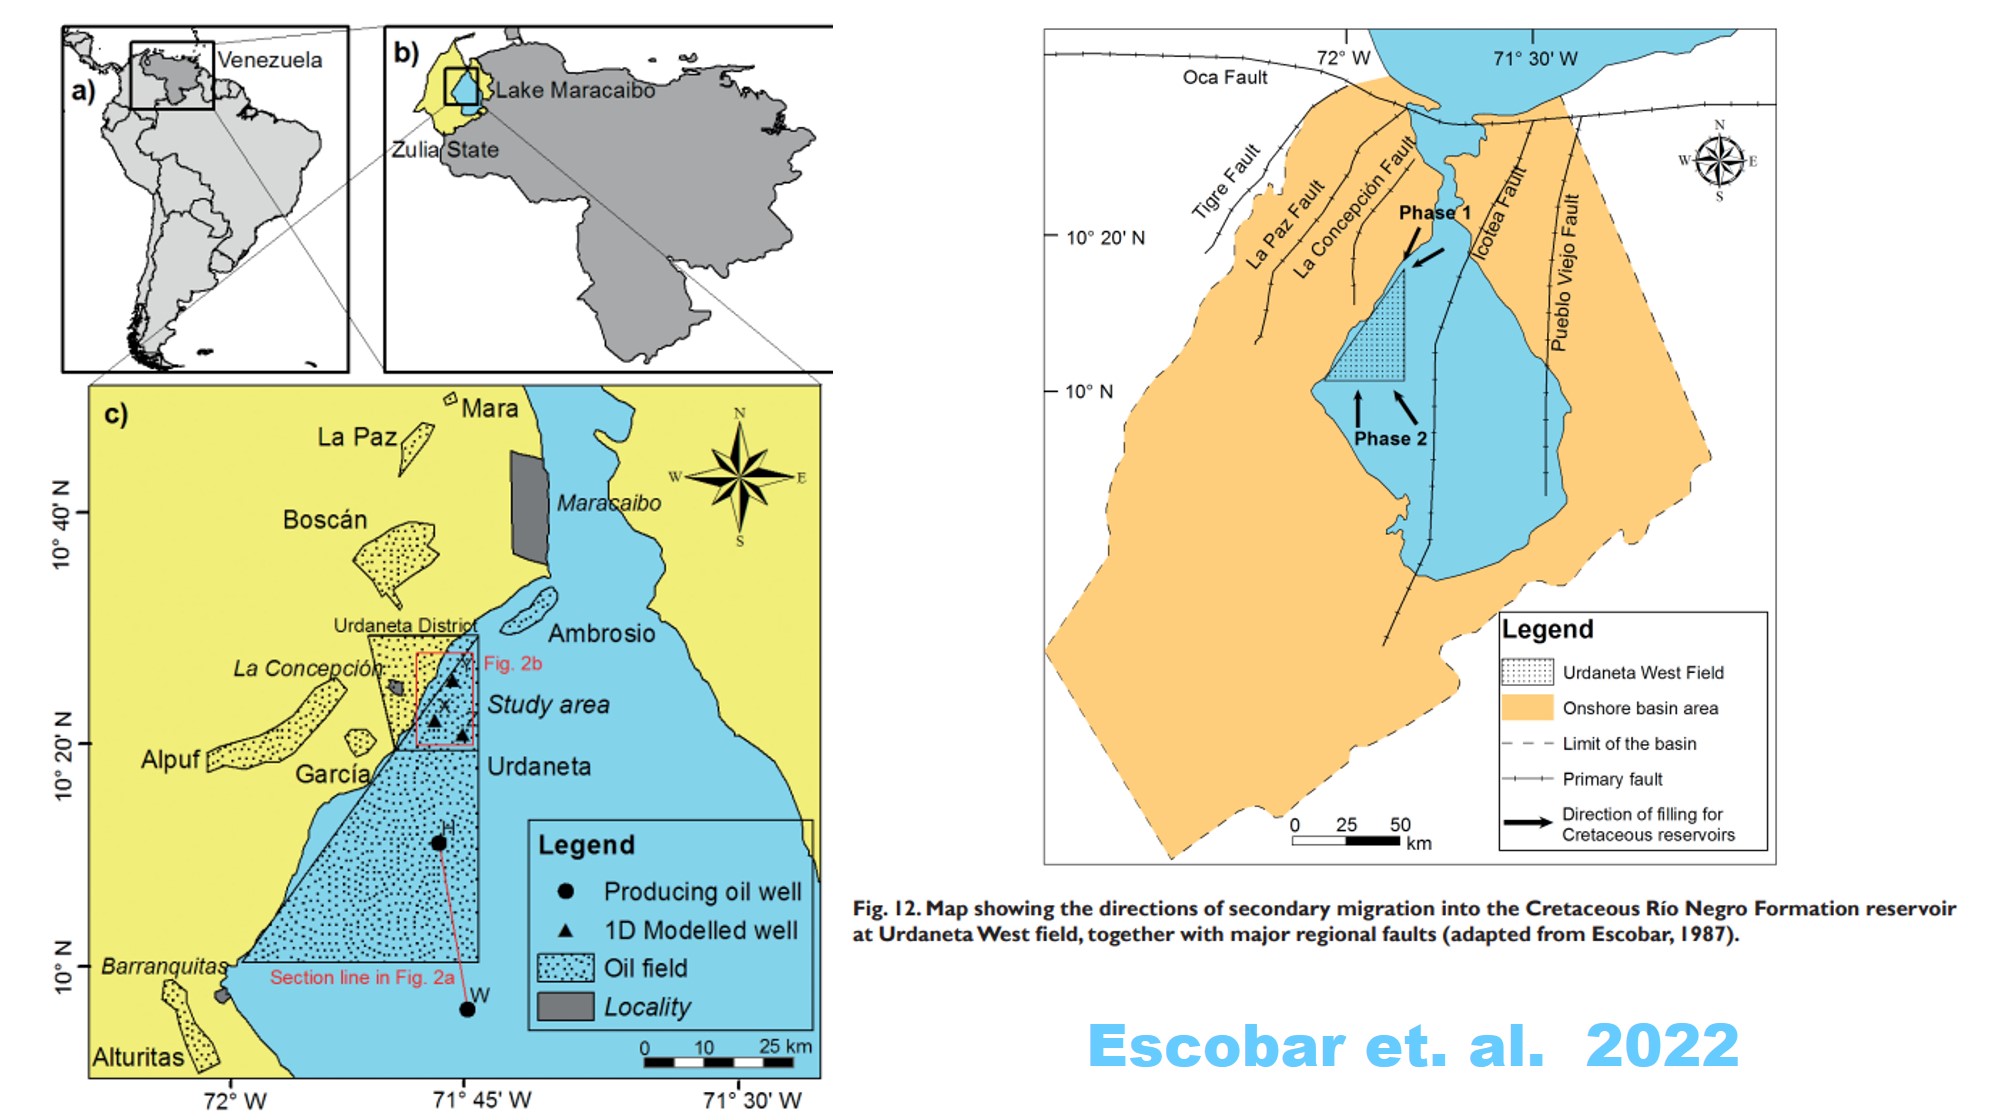 a)
Venezuela
b)
Lake Maracaibo
Zulia State
c)
Mara
La Paz
Maracaibo
Boscán
Urdaneta District
Ambrosio
La Concepción
Fig. 2b
Y
X
Z
Study area
Alpuf
García
Urdaneta
H
Barranquitas
Section line in Fig. 2a
W
Alturitas
N
W
E
S
Legend
Producing oil well
1D Modelled well
Oil field
Locality
0 10 25 km
10° 40' N
10° 20' N
10° N
72° W
71° 45' W
71° 30' W
72° W
71° 30' W
Oca Fault
N
W
E
S
Tigre Fault
La Paz Fault
La Concepción Fault
Phase 1
Icotea Fault
Pueblo Viejo Fault
10° 20' N
10° N
Phase 2
Legend
Urdaneta West Field
Onshore basin area
Limit of the basin
Primary fault
Direction of filling for
Cretaceous reservoirs
0 25 50
km
Fig. 12. Map showing the directions of secondary migration into the Cretaceous Río Negro Formation reservoir
at Urdaneta West field, together with major regional faults (adapted from Escobar, 1987).
Escobar et. al. 2022